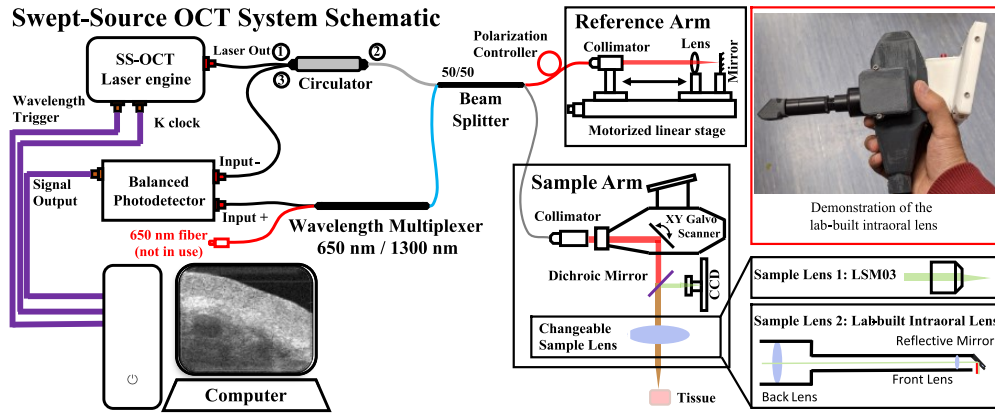 Swept-Source OCT System Schematic
SS-OCT
Laser engine
Laser Out
①
②
③
Circulator
Wavelength
Trigger
K clock
Signal
Output
Balanced
Photodetector
Input-
Input +
650 nm fiber
(not in use)
Wavelength Multiplexer
650 nm / 1300 nm
50/50
Beam
Splitter
Polarization
Controller
Reference Arm
Collimator
Lens
Mirror
Motorized linear stage
Sample Arm
Collimator
XY Galvo
Scanner
Dichroic Mirror
CCD
Changeable
Sample Lens
Tissue
Computer
Demonstration of the
lab-built intraoral lens
Sample Lens 1: LSM03
Sample Lens 2: Lab-built Intraoral Lens
Reflective Mirror
Front Lens
Back Lens